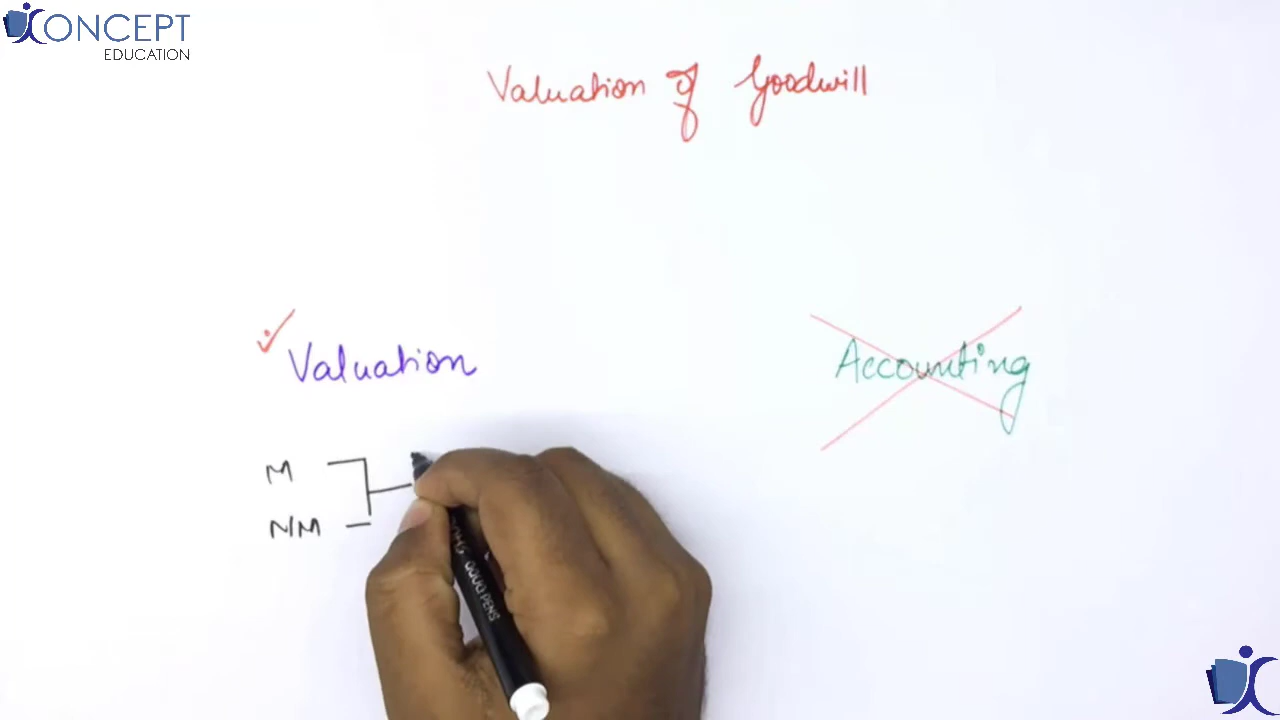 CONCEPT
EDUCATION
Valuation of Goodwill
Valuation
Accounting
M
NM